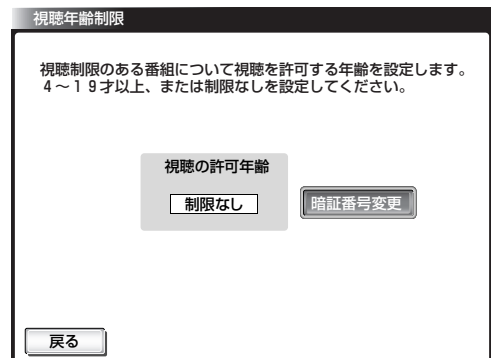 視聴年齢制限
視聴制限のある番組について視聴を許可する年齢を設定します。
４～１９才以上、または制限なしを設定してください。
視聴の許可年齢
制限なし
暗証番号変更
戻る